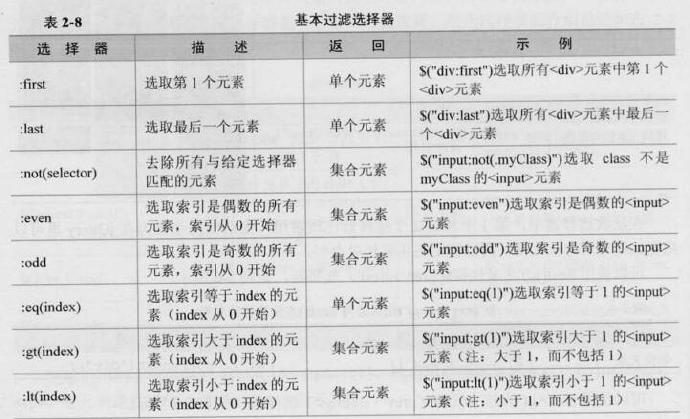 表 2-8 基本过滤选择器
选 择 器 描 述 返 回 示 例
:first 选取第 1 个元素 单个元素 $("div:first")选取所有<div>元素中第 1 个
<div>元素
:last 选取最后一个元素 单个元素 $("div:last")选取所有<div>元素中最后一
个<div>元素
:not(selector) 去除所有与给定选择器
匹配的元素 集合元素 $("input:not(.myClass)")选取 class 不是
myClass 的<input>元素
:even 选取索引是偶数的所有
元素，索引从 0 开始 集合元素 $("input:even")选取索引是偶数的<input>
元素
:odd 选取索引是奇数的所有
元素，索引从 0 开始 集合元素 $("input:odd")选取索引是奇数的<input>
元素
:eq(index) 选取索引等于 index 的元
素（index 从 0 开始） 单个元素 $("input:eq(1)")选取索引等于 1 的<input>
元素
:gt(index) 选取索引大于 index 的元
素（index 从 0 开始） 集合元素 $("input:gt(1)")选取索引大于 1 的<input>
元素（注：大于 1，而不包括 1）
:lt(index) 选取索引小于 index 的元
素（index 从 0 开始） 集合元素 $("input:lt(1)")选取索引小于 1 的<input>
元素（注：小于 1，而不包括 1）